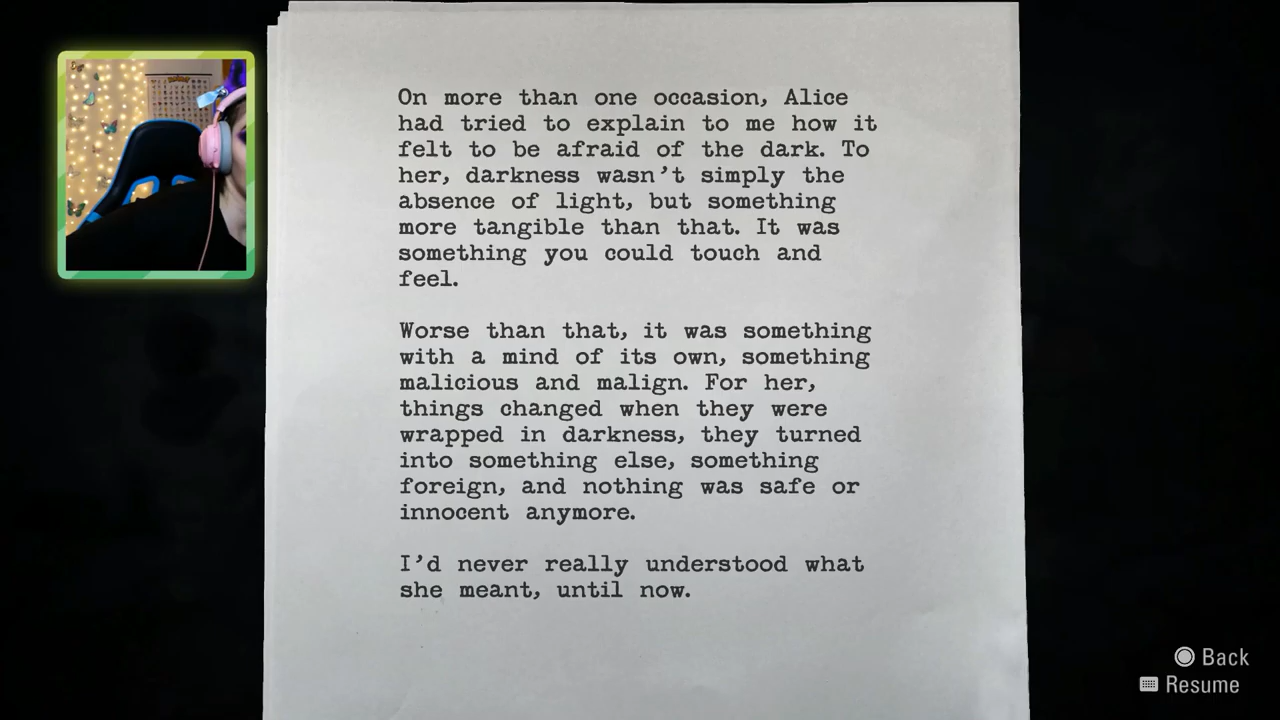 On more than one occasion, Alice
had tried to explain to me how it
felt to be afraid of the dark. To
her, darkness wasn't simply the
absence of light, but something
more tangible than that. It was
something you could touch and
feel.
Worse than that, it was something
with a mind of its own, something
malicious and malign. For her,
things changed when they were
wrapped in darkness, they turned
into something else, something
foreign, and nothing was safe or
innocent anymore.
I'd never really understood what
she meant, until now.
Back
Resume